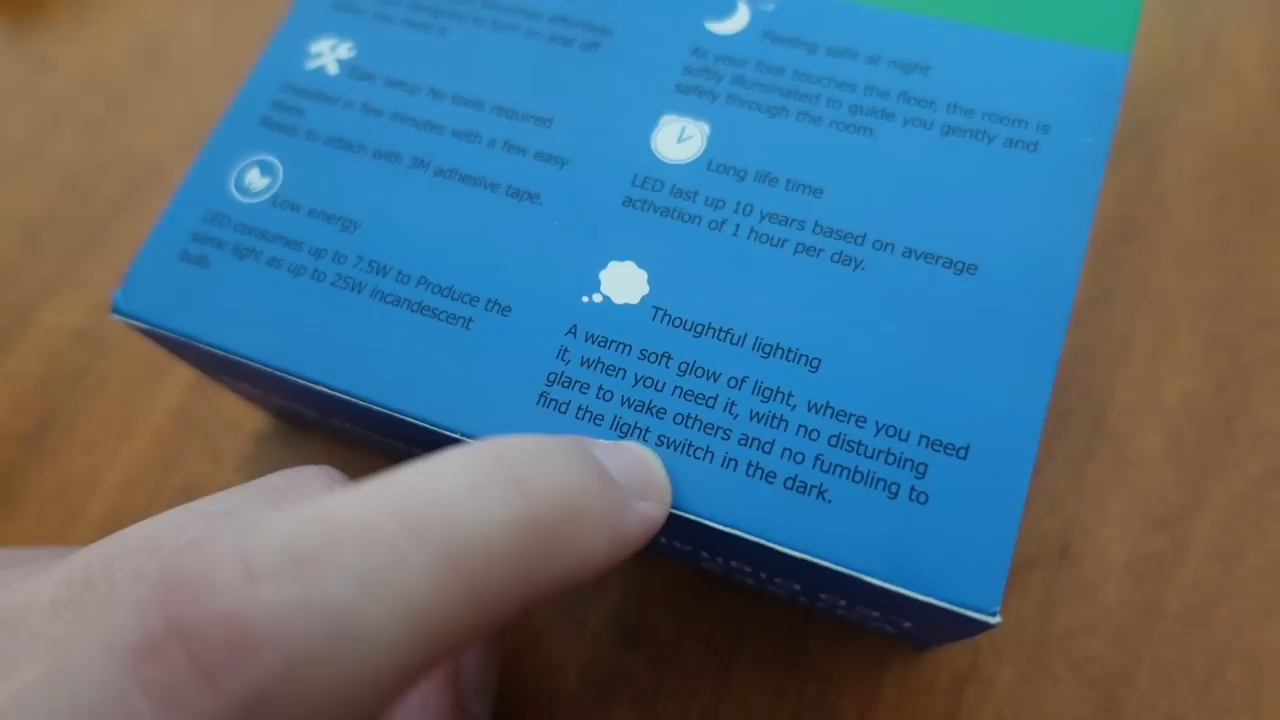 when you need it
Easy setup No tools required
Installed in few minutes with a few easy
steps.
Ready to attach with 3M adhesive tape.
Low energy
LED consumes up to 7.5W to Produce the
same light as up to 25W incandescent
bulb.
Feeling safe at night
As your foot touches the floor, the room is
softly illuminated to guide you gently and
safely through the room.
Long life time
LED last up 10 years based on average
activation of 1 hour per day.
Thoughtful lighting
A warm soft glow of light, where you need
it, when you need it, with no disturbing
glare to wake others and no fumbling to
find the light switch in the dark.